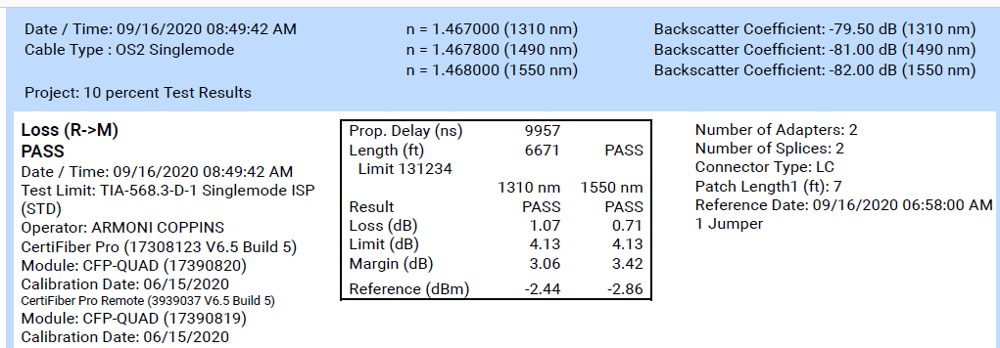 Date / Time: 09/16/2020 08:49:42 AM
Cable Type : OS2 Singlemode
Project: 10 percent Test Results
n = 1.467000 (1310 nm)
n = 1.467800 (1490 nm)
n = 1.468000 (1550 nm)
Backscatter Coefficient: -79.50 dB (1310 nm)
Backscatter Coefficient: -81.00 dB (1490 nm)
Backscatter Coefficient: -82.00 dB (1550 nm)
Loss (R->M)
PASS
Date / Time: 09/16/2020 08:49:42 AM
Test Limit: TIA-568.3-D-1 Singlemode ISP
(STD)
Operator: ARMONI COPPINS
CertiFiber Pro (17308123 V6.5 Build 5)
Module: CFP-QUAD (17390820)
Calibration Date: 06/15/2020
CertiFiber Pro Remote (3939037 V6.5 Build 5)
Module: CFP-QUAD (17390819)
Calibration Date: 06/15/2020
Prop. Delay (ns) 9957
Length (ft) 6671 PASS
Limit 131234
1310 nm 1550 nm
Result PASS PASS
Loss (dB) 1.07 0.71
Limit (dB) 4.13 4.13
Margin (dB) 3.06 3.42
Reference (dBm) -2.44 -2.86
Number of Adapters: 2
Number of Splices: 2
Connector Type: LC
Patch Length1 (ft): 7
Reference Date: 09/16/2020 06:58:00 AM
1 Jumper